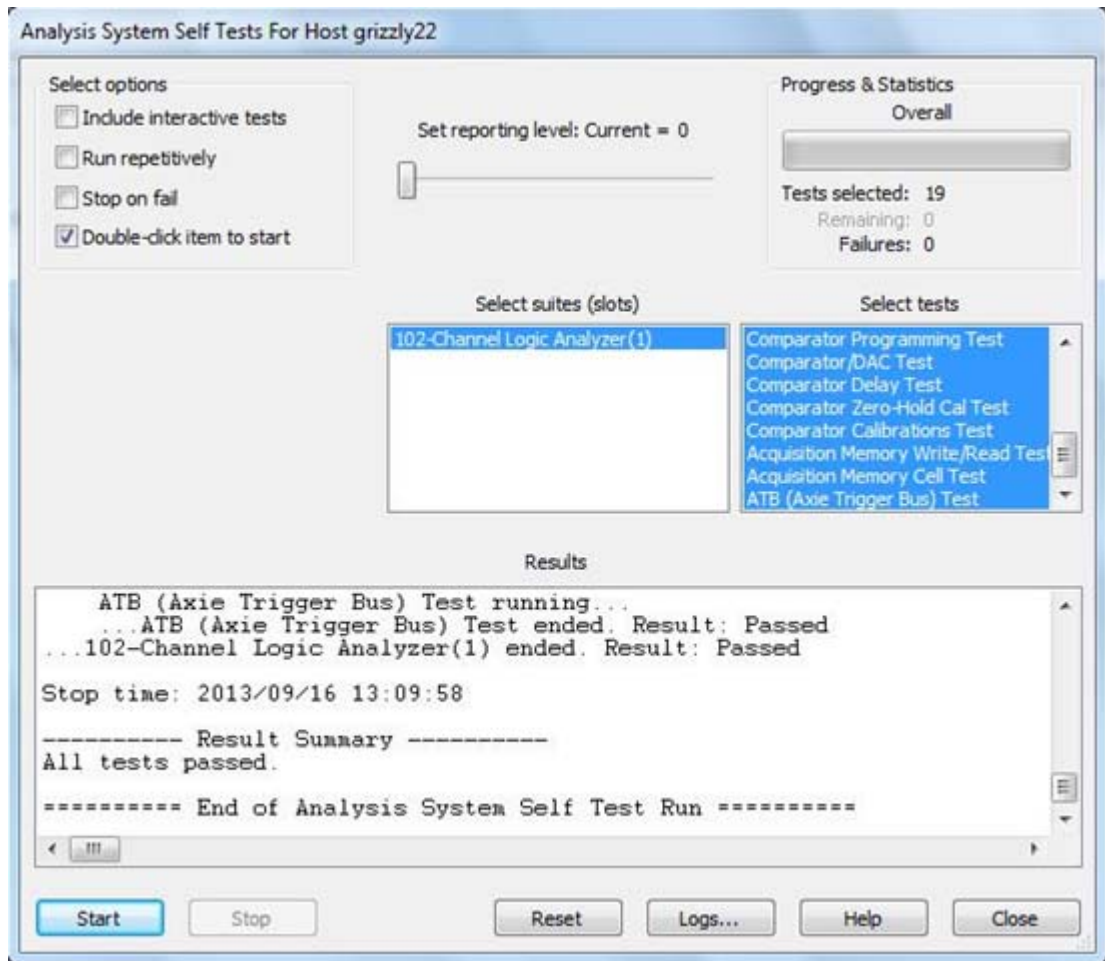 Analysis System Self Tests For Host grizzly22
Select options
Include interactive tests
Run repetitively
Stop on fail
Double-click item to start
Set reporting level: Current = 0
Progress & Statistics
Overall
Tests selected: 19
Remaining: 0
Failures: 0
Select suites (slots)
102-Channel Logic Analyzer(1)
Select tests
Comparator Programming Test
Comparator/DAC Test
Comparator Delay Test
Comparator Zero-Hold Cal Test
Comparator Calibrations Test
Acquisition Memory Write/Read Test
Acquisition Memory Cell Test
ATB (Axie Trigger Bus) Test
Results
ATB (Axie Trigger Bus) Test running...
...ATB (Axie Trigger Bus) Test ended. Result: Passed
...102-Channel Logic Analyzer(1) ended. Result: Passed
Stop time: 2013/09/16 13:09:58
---------- Result Summary ----------
All tests passed.
========== End of Analysis System Self Test Run ==========
Start
Stop
Reset
Logs...
Help
Close